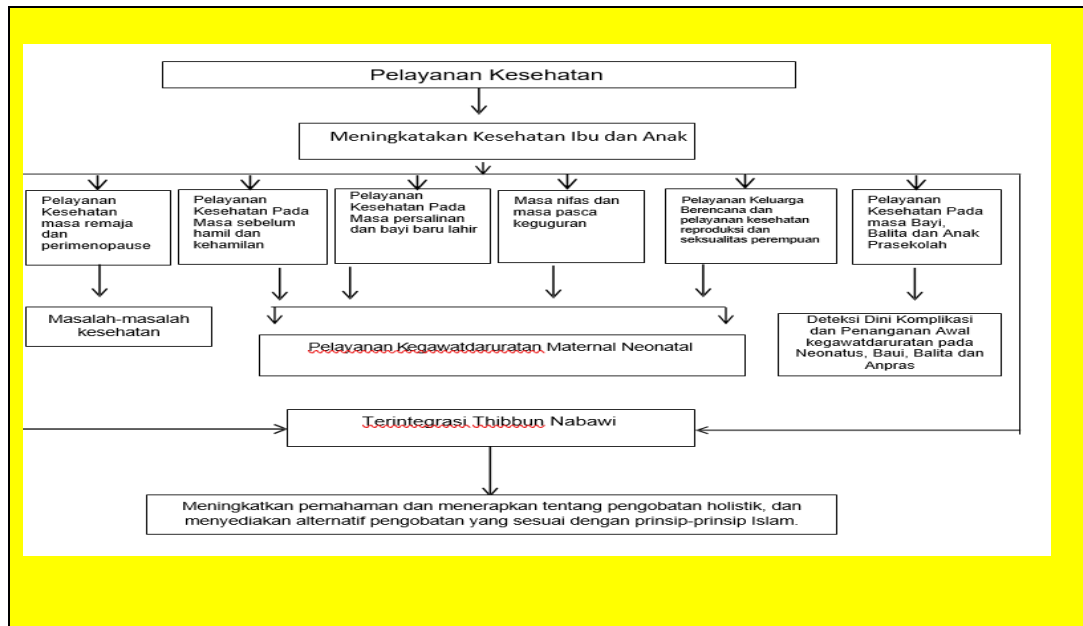 Pelayanan Kesehatan
Meningkatakan Kesehatan Ibu dan Anak
Pelayanan
Kesehatan
masa remaja
dan
perimenopause
Pelayanan
Kesehatan Pada
Masa sebelum
hamil dan
kehamilan
Pelayanan
Kesehatan Pada
Masa persalinan
dan bayi baru lahir
Masa nifas dan
masa pasca
keguguran
Pelayanan Keluarga
Berencana dan
pelayanan kesehatan
reproduksi dan
seksualitas perempuan
Pelayanan
Kesehatan Pada
masa Bayi,
Balita dan Anak
Prasekolah
Masalah-masalah
kesehatan
Pelayanan Kegawatdaruratan Maternal Neonatal
Deteksi Dini Komplikasi
dan Penanganan Awal
kegawatdaruratan pada
Neonatus, Baui, Balita dan
Anpras
Terintegrasi Thibbun Nabawi
Meningkatkan pemahaman dan menerapkan tentang pengobatan holistik, dan
menyediakan alternatif pengobatan yang sesuai dengan prinsip-prinsip Islam.